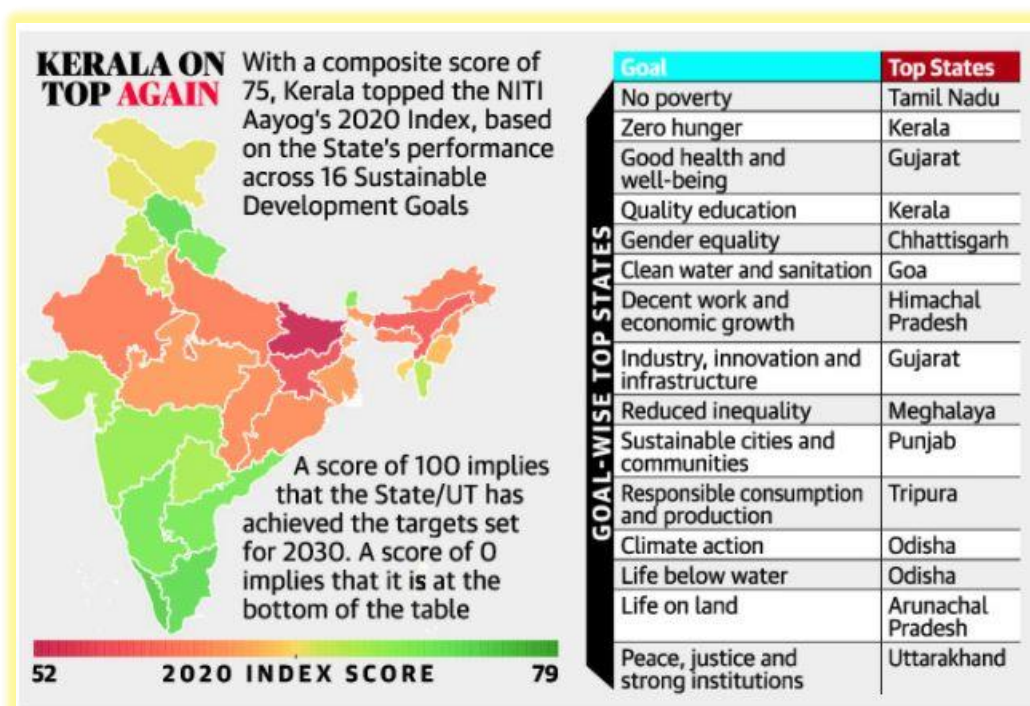 KERALA ON
TOP AGAIN
With a composite score of
75, Kerala topped the NITI
Aayog's 2020 Index, based
on the State's performance
across 16 Sustainable
Development Goals
A score of 100 implies
that the State/UT has
achieved the targets set
for 2030. A score of 0
implies that it is at the
bottom of the table
52 2020 INDEX SCORE 79
GOAL-WISE TOP STATES
Goal Top States
No poverty Tamil Nadu
Zero hunger Kerala
Good health and Gujarat
well-being
Quality education Kerala
Gender equality Chhattisgarh
Clean water and sanitation Goa
Decent work and Himachal
economic growth Pradesh
Industry, innovation and Gujarat
infrastructure
Reduced inequality Meghalaya
Sustainable cities and Punjab
communities
Responsible consumption Tripura
and production
Climate action Odisha
Life below water Odisha
Life on land Arunachal
Pradesh
Peace, justice and Uttarakhand
strong institutions